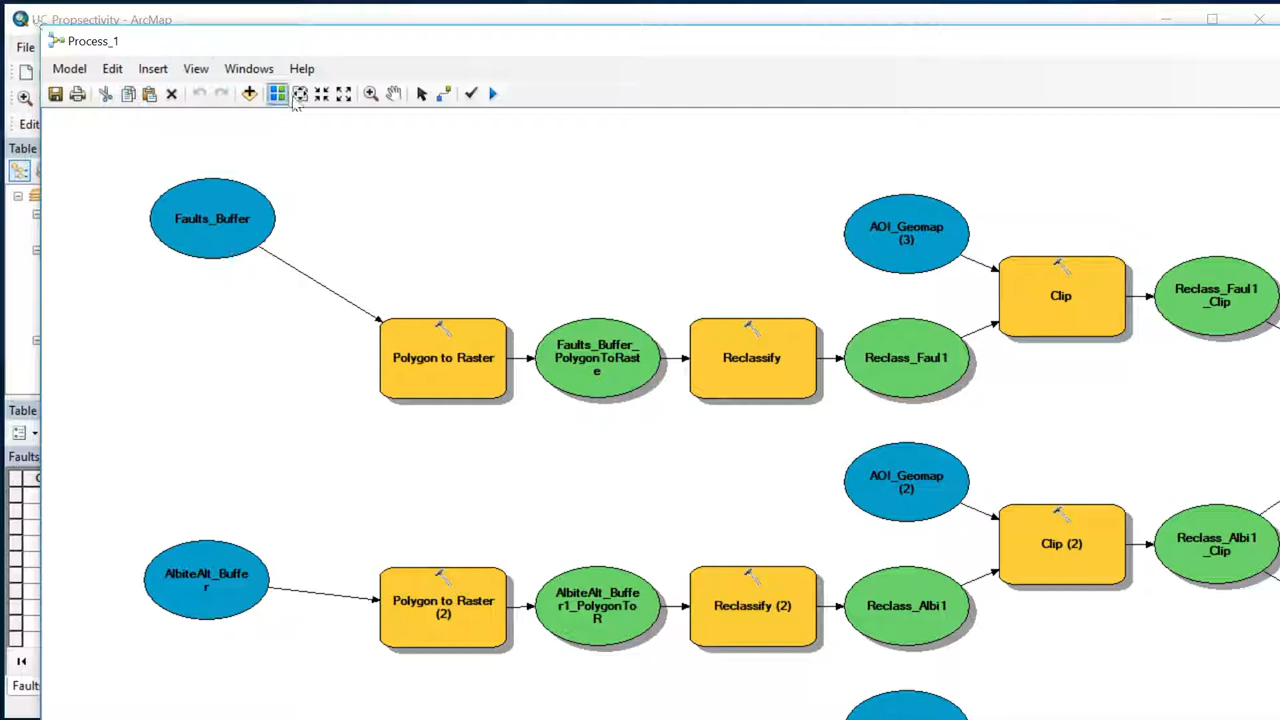 UC_Propsectivity - ArcMap
File
Process_1
Model Edit Insert View Windows Help
Edit
Table
Faults_Buffer
AOI_Geomap
(3)
Clip
Reclass_Faul1
_Clip
Polygon to Raster
Faults_Buffer_
PolygonToRast
e
Reclassify
Reclass_Faul1
Table
Faults
AOI_Geomap
(2)
Clip (2)
Reclass_Albi1
_Clip
AlbiteAlt_Buffe
r
Polygon to Raster
(2)
AlbiteAlt_Buffe
r1_PolygonTo
R
Reclassify (2)
Reclass_Albi1
Fault